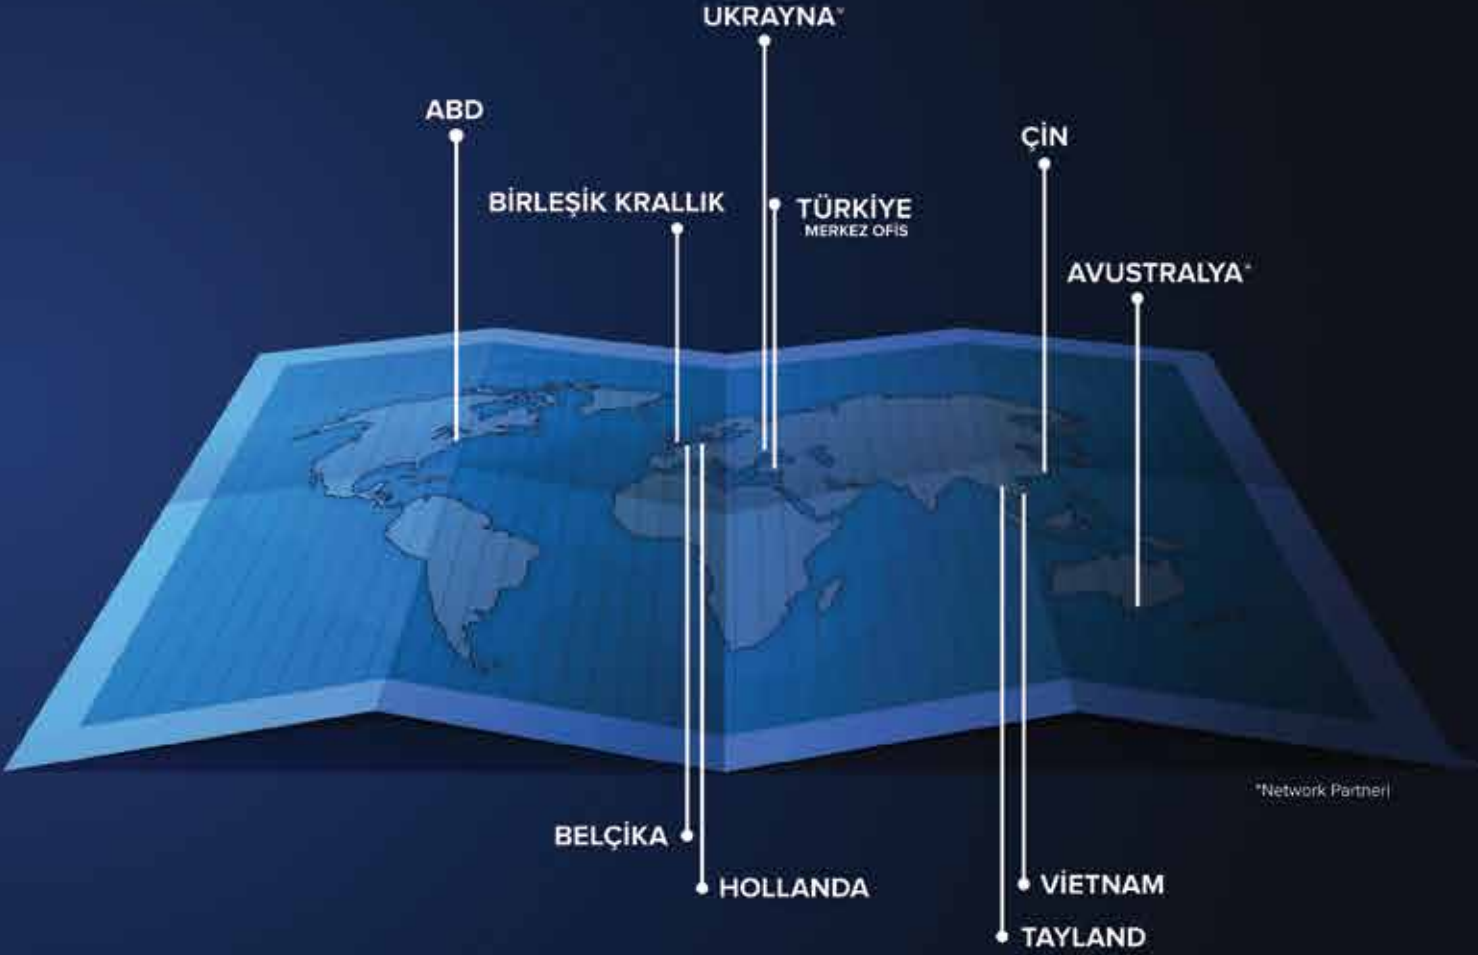 UKRAYNA*
ABD
ÇİN
BİRLEŞİK KRALLIK
TÜRKİYE
MERKEZ OFİS
AVUSTRALYA*
*Network Partneri
BELÇİKA
HOLLANDA
VİETNAM
TAYLAND